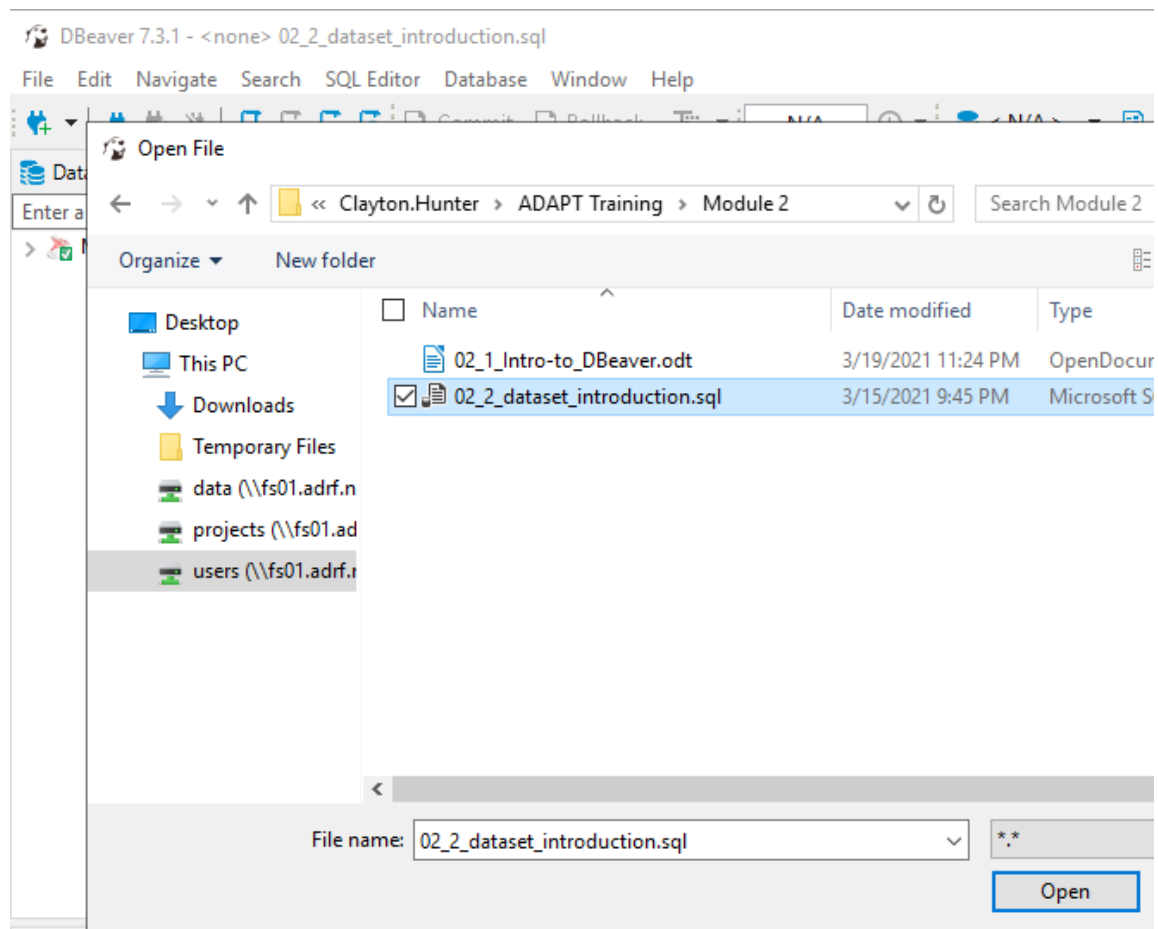 DBeaver 7.3.1 - <none> 02_2_dataset_introduction.sql
File Edit Navigate Search SQL Editor Database Window Help
Commit Rollback N/A < N/A >
Open File
Data
Enter a
« Clayton.Hunter > ADAPT Training > Module 2 Search Module 2
Organize New folder
Name Date modified Type
Desktop
This PC
Downloads
Temporary Files
data (\\fs01.adrf.n
projects (\\fs01.ad
users (\\fs01.adrf.r
02_1_Intro-to_DBeaver.odt 3/19/2021 11:24 PM OpenDocur
02_2_dataset_introduction.sql 3/15/2021 9:45 PM Microsoft S
File name: 02_2_dataset_introduction.sql *.*
Open